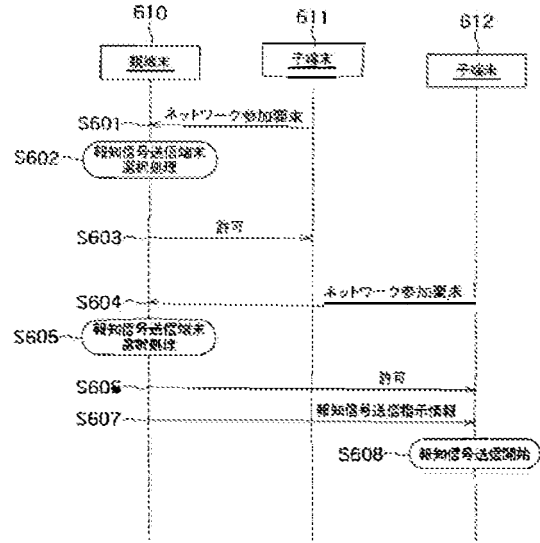 610
611
612
親端末
子端末
子端末
S601
ネットワーク参加要求
S602
報知信号送信端末
選択処理
S603
許可
S604
ネットワーク参加要求
S605
報知信号送信端末
選択処理
S606
許可
S607
報知信号送信指示情報
S608
報知信号送信開始